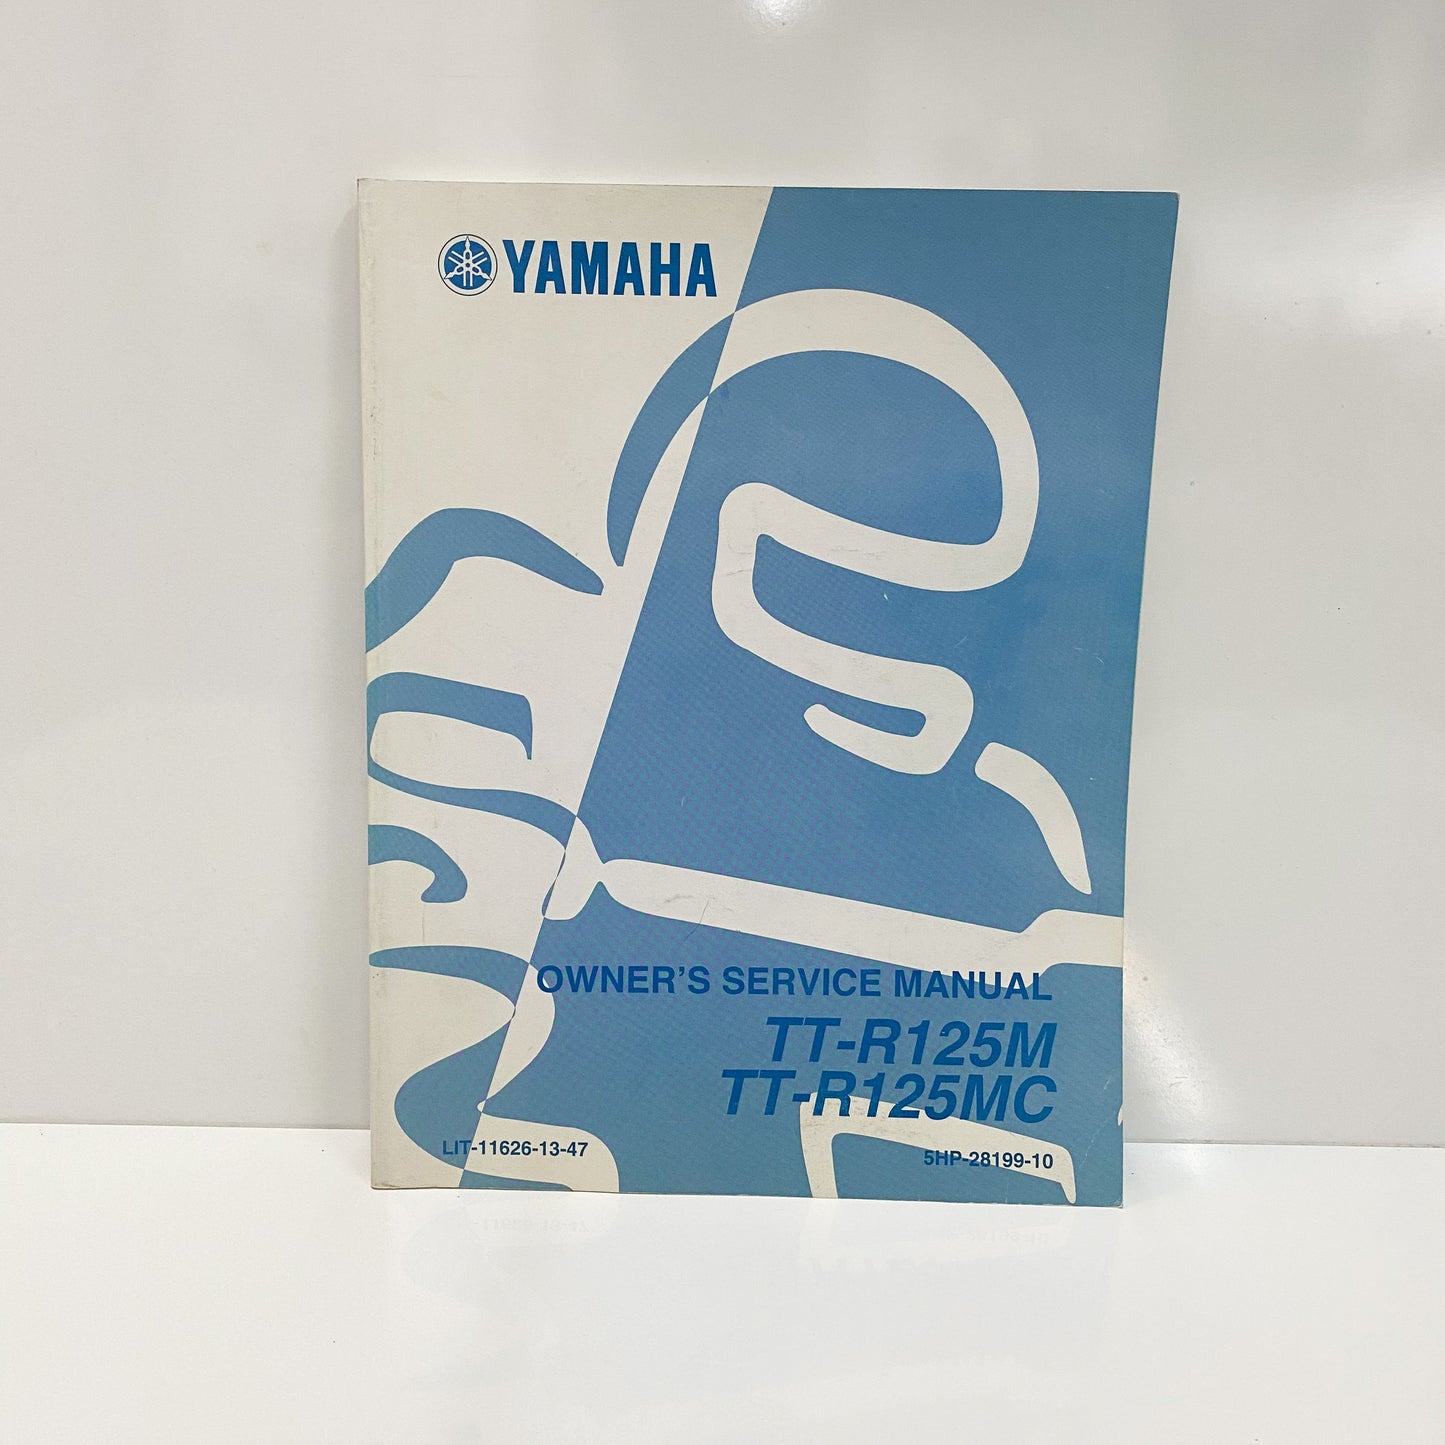 YAMAHA
OWNER'S SERVICE MANUAL
TT-R125M
TT-R125MC
LIT-11626-13-47
5HP-28199-10